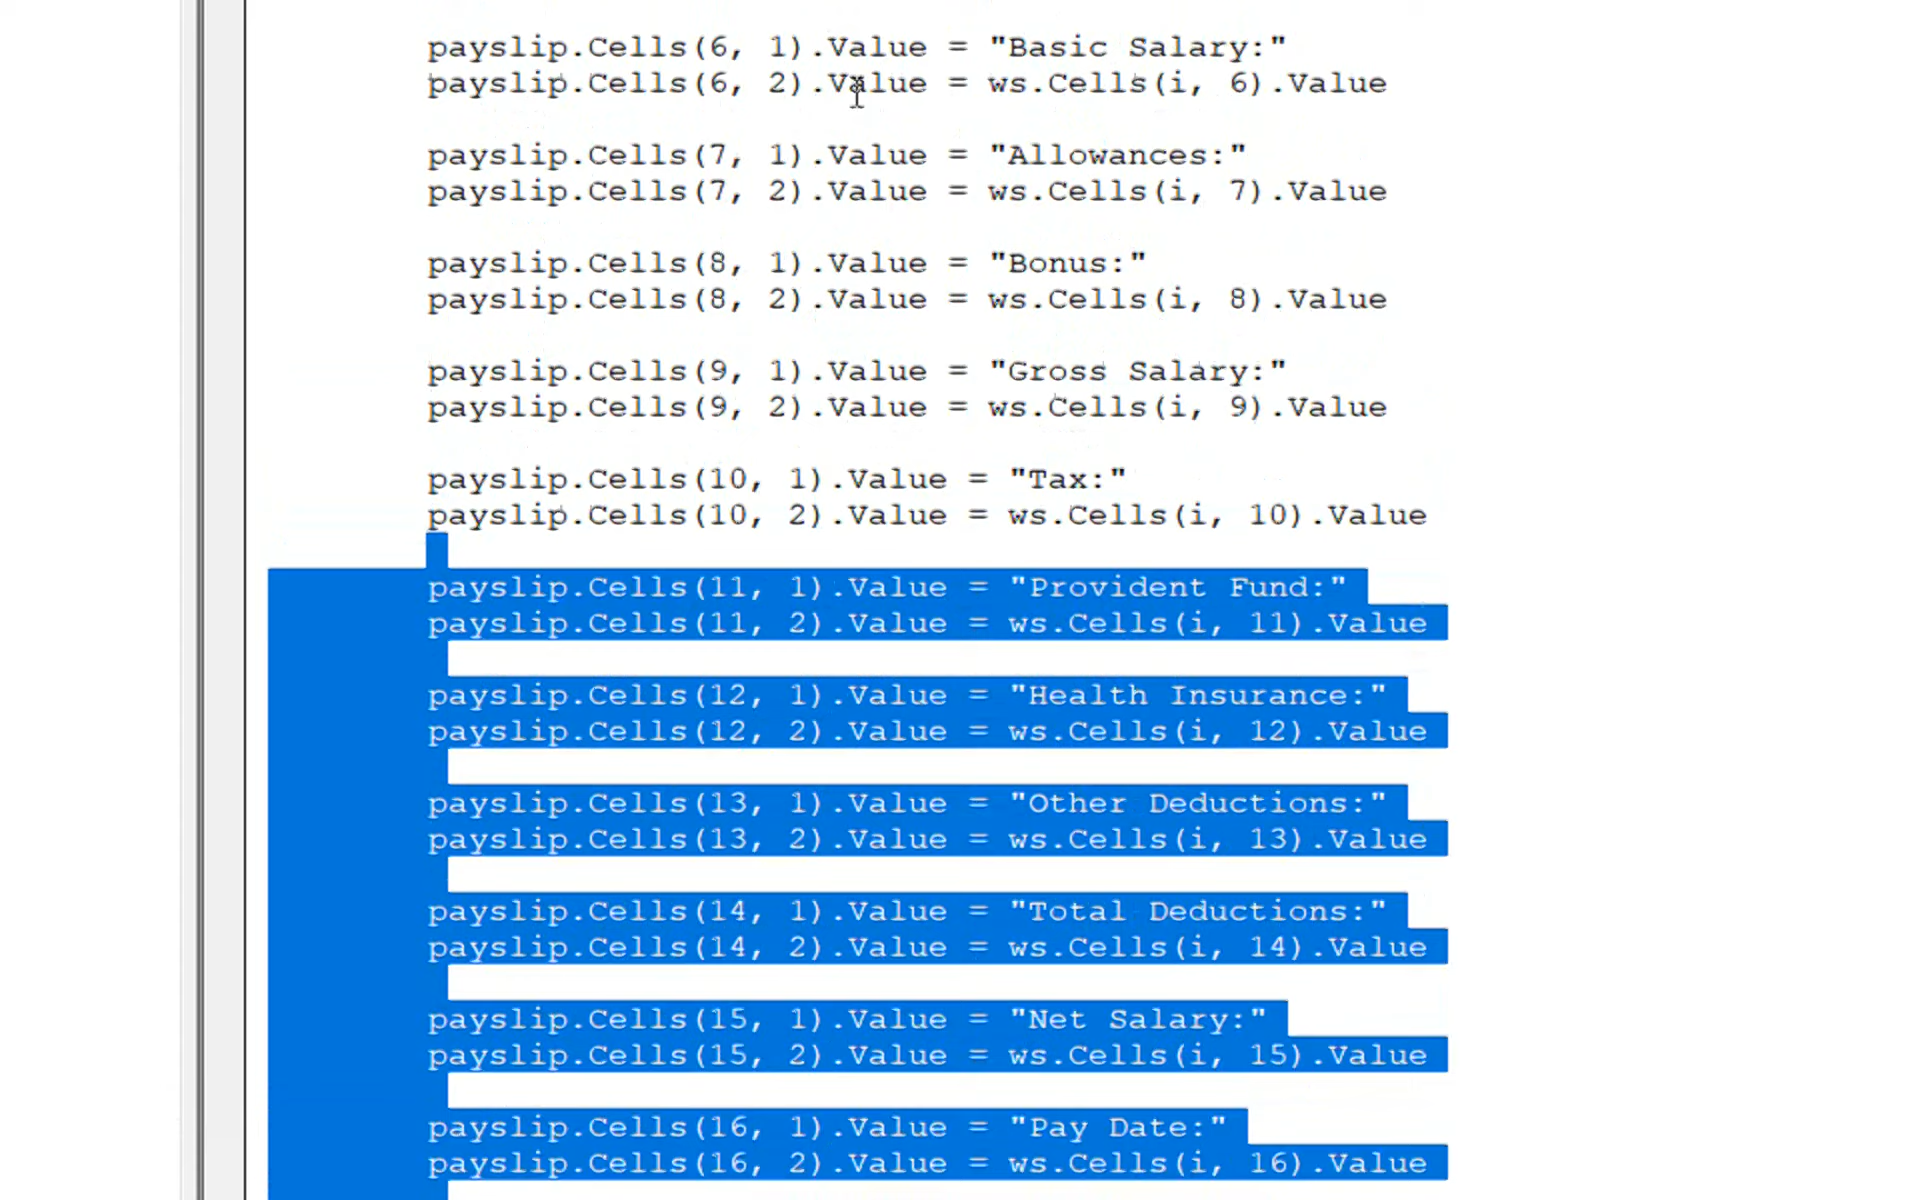 payslip.Cells(6, 1).Value = "Basic Salary:"
payslip.Cells(6, 2).Value = ws.Cells(i, 6).Value
payslip.Cells(7, 1).Value = "Allowances:"
payslip.Cells(7, 2).Value = ws.Cells(i, 7).Value
payslip.Cells(8, 1).Value = "Bonus:"
payslip.Cells(8, 2).Value = ws.Cells(i, 8).Value
payslip.Cells(9, 1).Value = "Gross Salary:"
payslip.Cells(9, 2).Value = ws.Cells(i, 9).Value
payslip.Cells(10, 1).Value = "Tax:"
payslip.Cells(10, 2).Value = ws.Cells(i, 10).Value
payslip.Cells(11, 1).Value = "Provident Fund:"
payslip.Cells(11, 2).Value = ws.Cells(i, 11).Value
payslip.Cells(12, 1).Value = "Health Insurance:"
payslip.Cells(12, 2).Value = ws.Cells(i, 12).Value
payslip.Cells(13, 1).Value = "Other Deductions:"
payslip.Cells(13, 2).Value = ws.Cells(i, 13).Value
payslip.Cells(14, 1).Value = "Total Deductions:"
payslip.Cells(14, 2).Value = ws.Cells(i, 14).Value
payslip.Cells(15, 1).Value = "Net Salary:"
payslip.Cells(15, 2).Value = ws.Cells(i, 15).Value
payslip.Cells(16, 1).Value = "Pay Date:"
payslip.Cells(16, 2).Value = ws.Cells(i, 16).Value